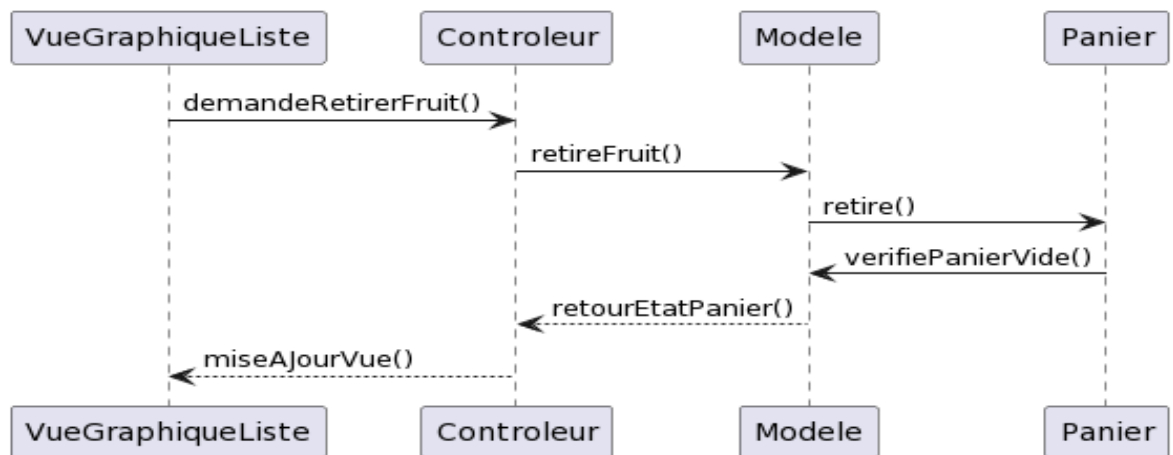 VueGraphiqueListe Controleur Modele Panier
demandeRetirerFruit()
retireFruit()
retire()
verifiePanierVide()
retourEtatPanier()
miseAJourVue()
VueGraphiqueListe Controleur Modele Panier